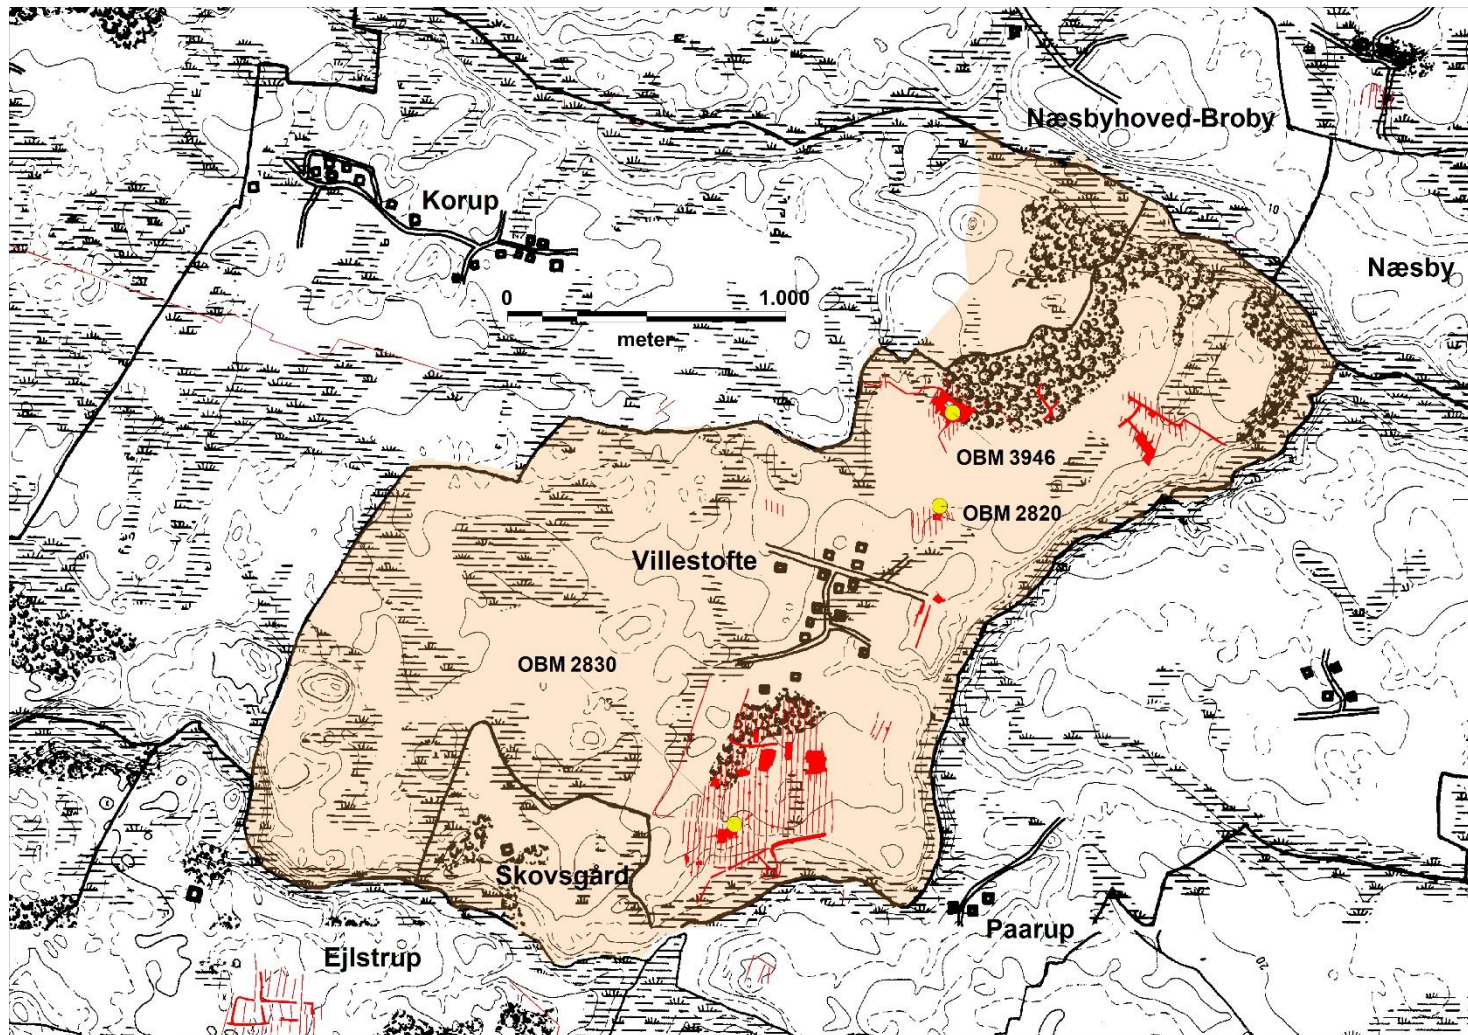 Næsbyhoved-Broby
Korup
Næsby
0 1.000
meter
10
OBM 3946
OBM 2820
Villestofte
OBM 2830
Skovsgård
Paarup
Ejlstrup
20